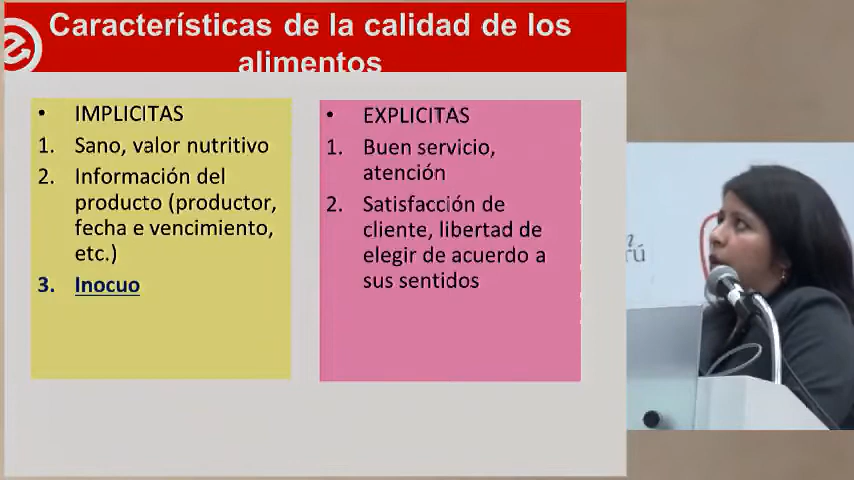 Características de la calidad de los
alimentos
• IMPLICITAS
1. Sano, valor nutritivo
2. Información del
producto (productor,
fecha e vencimiento,
etc.)
3. Inocuo
• EXPLICITAS
1. Buen servicio,
atención
2. Satisfacción de
cliente, libertad de
elegir de acuerdo a
sus sentidos
rú